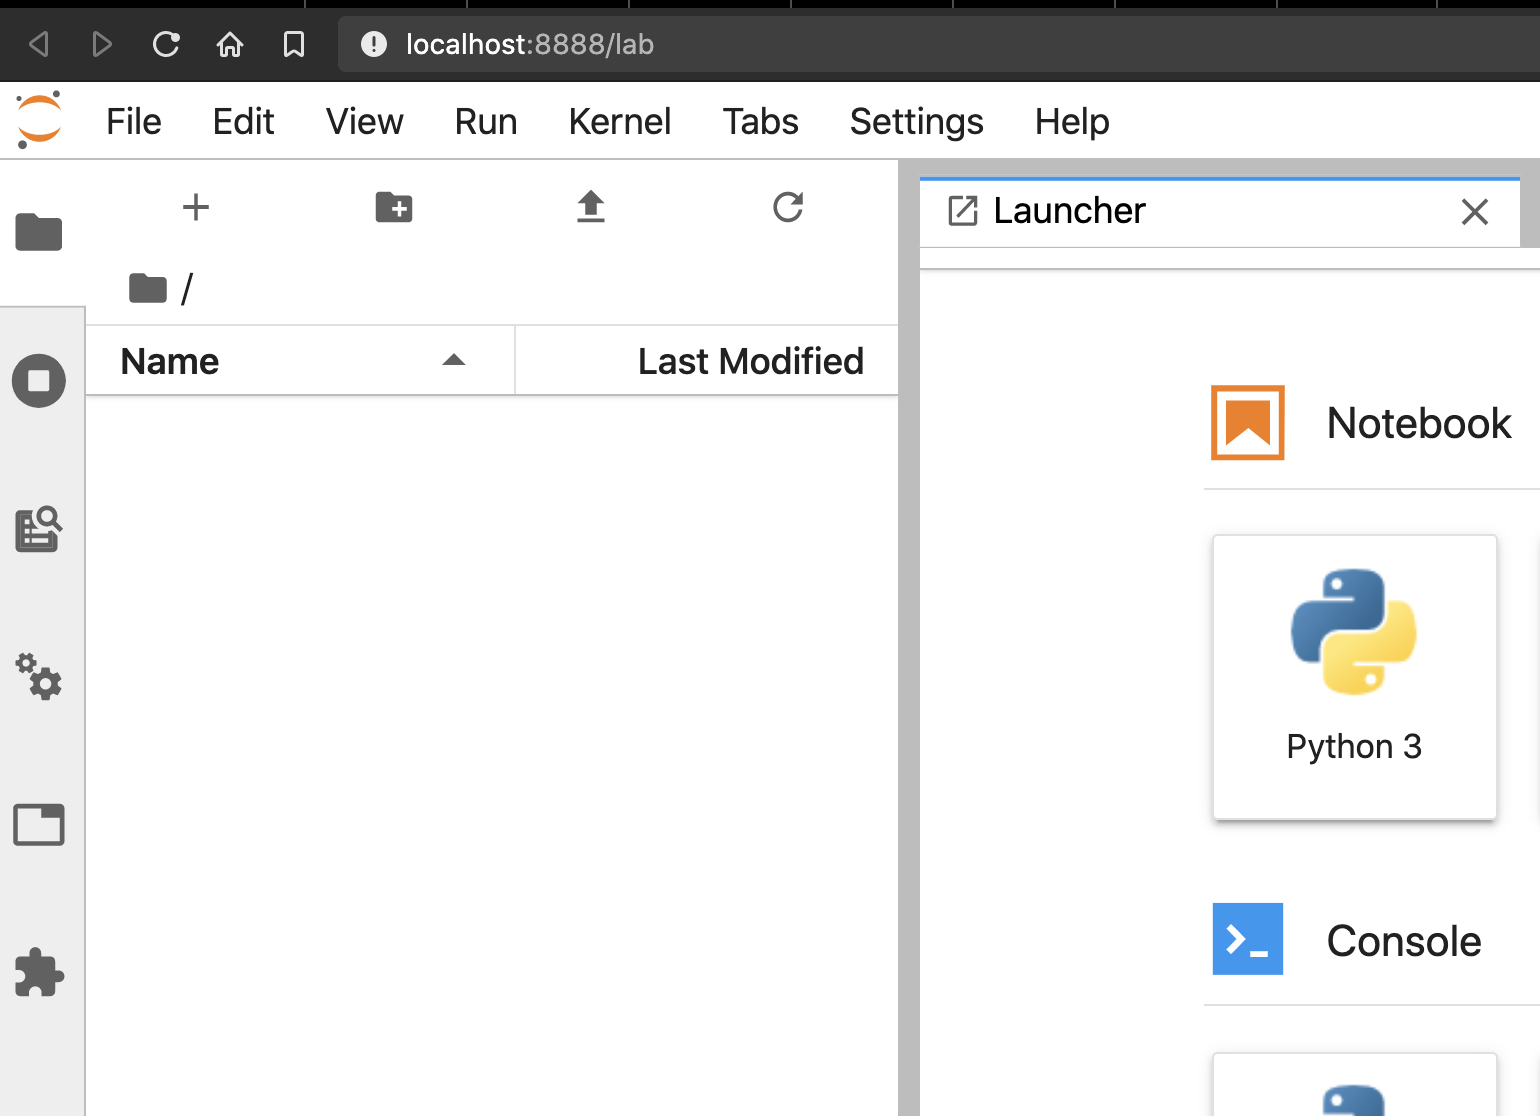 localhost:8888/lab
File Edit View Run Kernel Tabs Settings Help
Launcher
/
Name Last Modified
Notebook
Python 3
Console